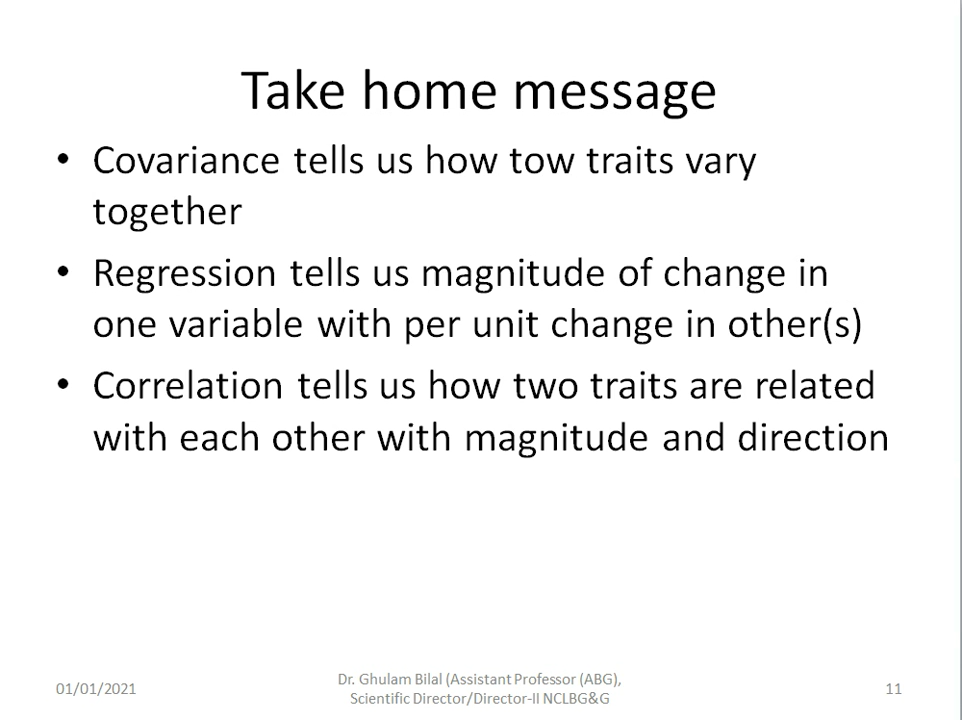 Take home message
• Covariance tells us how tow traits vary
together
• Regression tells us magnitude of change in
one variable with per unit change in other(s)
• Correlation tells us how two traits are related
with each other with magnitude and direction
01/01/2021
Dr. Ghulam Bilal (Assistant Professor (ABG),
Scientific Director/Director-II NCLBG&G
11